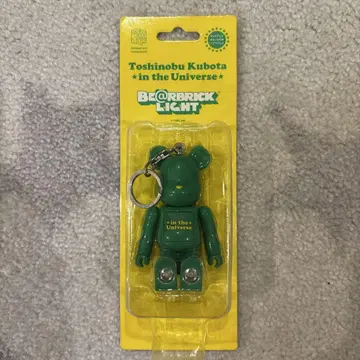 Toshinobu Kubota
★in the Universe★
BE@RBRICK
LIGHT
★in the★
Universe